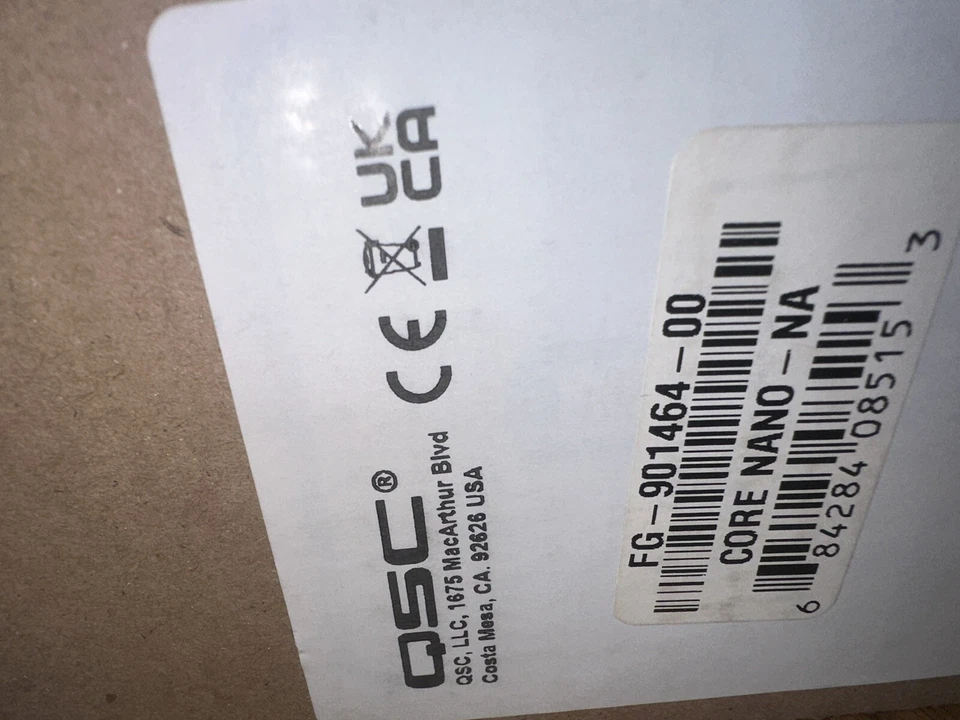 QSC®
QSC, LLC, 1675 MacArthur Blvd
Costa Mesa, CA. 92626 USA
CE
UK
CA
FG-901464-00
CORE NANO-NA
6 84284 08515 3